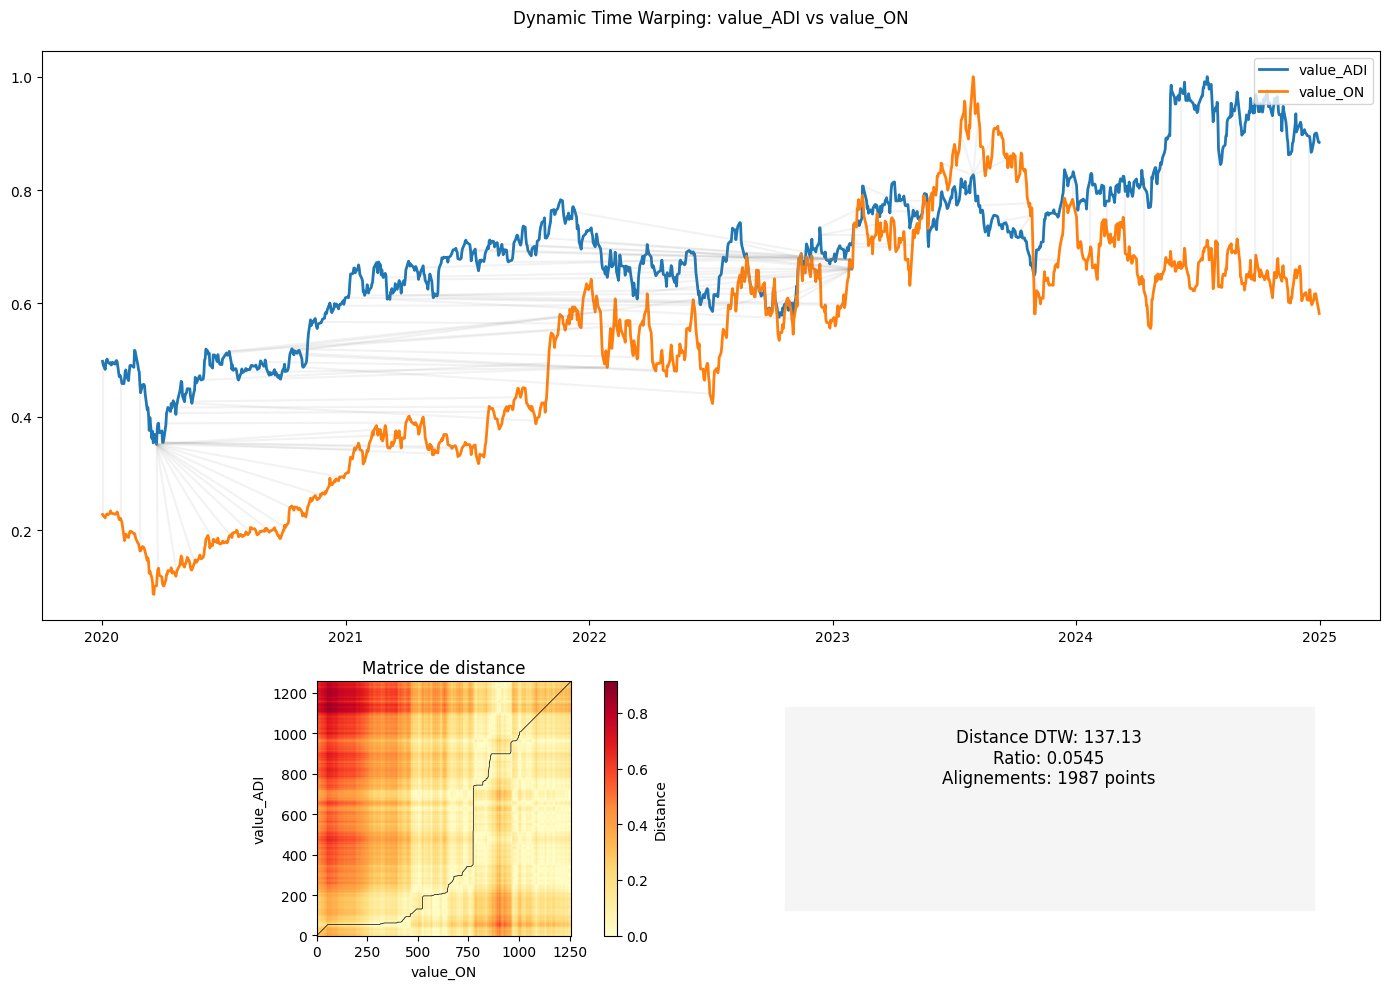 Dynamic Time Warping: value_ADI vs value_ON
1.0
0.8
0.6
0.4
0.2
value_ADI
value_ON
2020 2021 2022 2023 2024 2025
Matrice de distance
1200
1000
800
600
400
200
0
value_ADI
0 250 500 750 1000 1250
value_ON
0.8
0.6
0.4
0.2
0.0
Distance
Distance DTW: 137.13
Ratio: 0.0545
Alignements: 1987 points